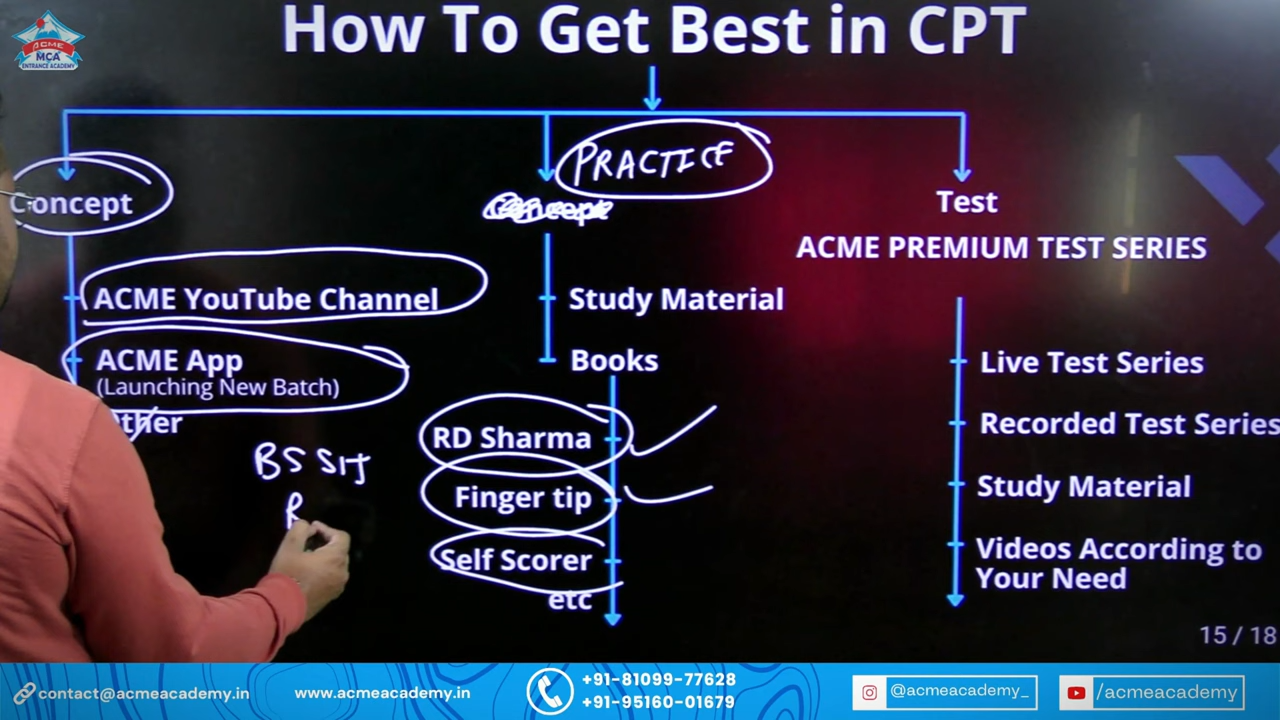 ACME
MCA
ENTRANCE ACADEMY
How To Get Best in CPT
PRACTICE
Concept
Concept
Test
ACME PREMIUM TEST SERIES
ACME YouTube Channel
ACME App
(Launching New Batch)
Other
BS SIJ
R
Study Material
Books
RD Sharma
Finger tip
Self Scorer
etc
Live Test Series
Recorded Test Series
Study Material
Videos According to
Your Need
15 / 18
contact@acmeacademy.in
www.acmeacademy.in
+91-81099-77628
+91-95160-01679
@acmeacademy_
/acmeacademy